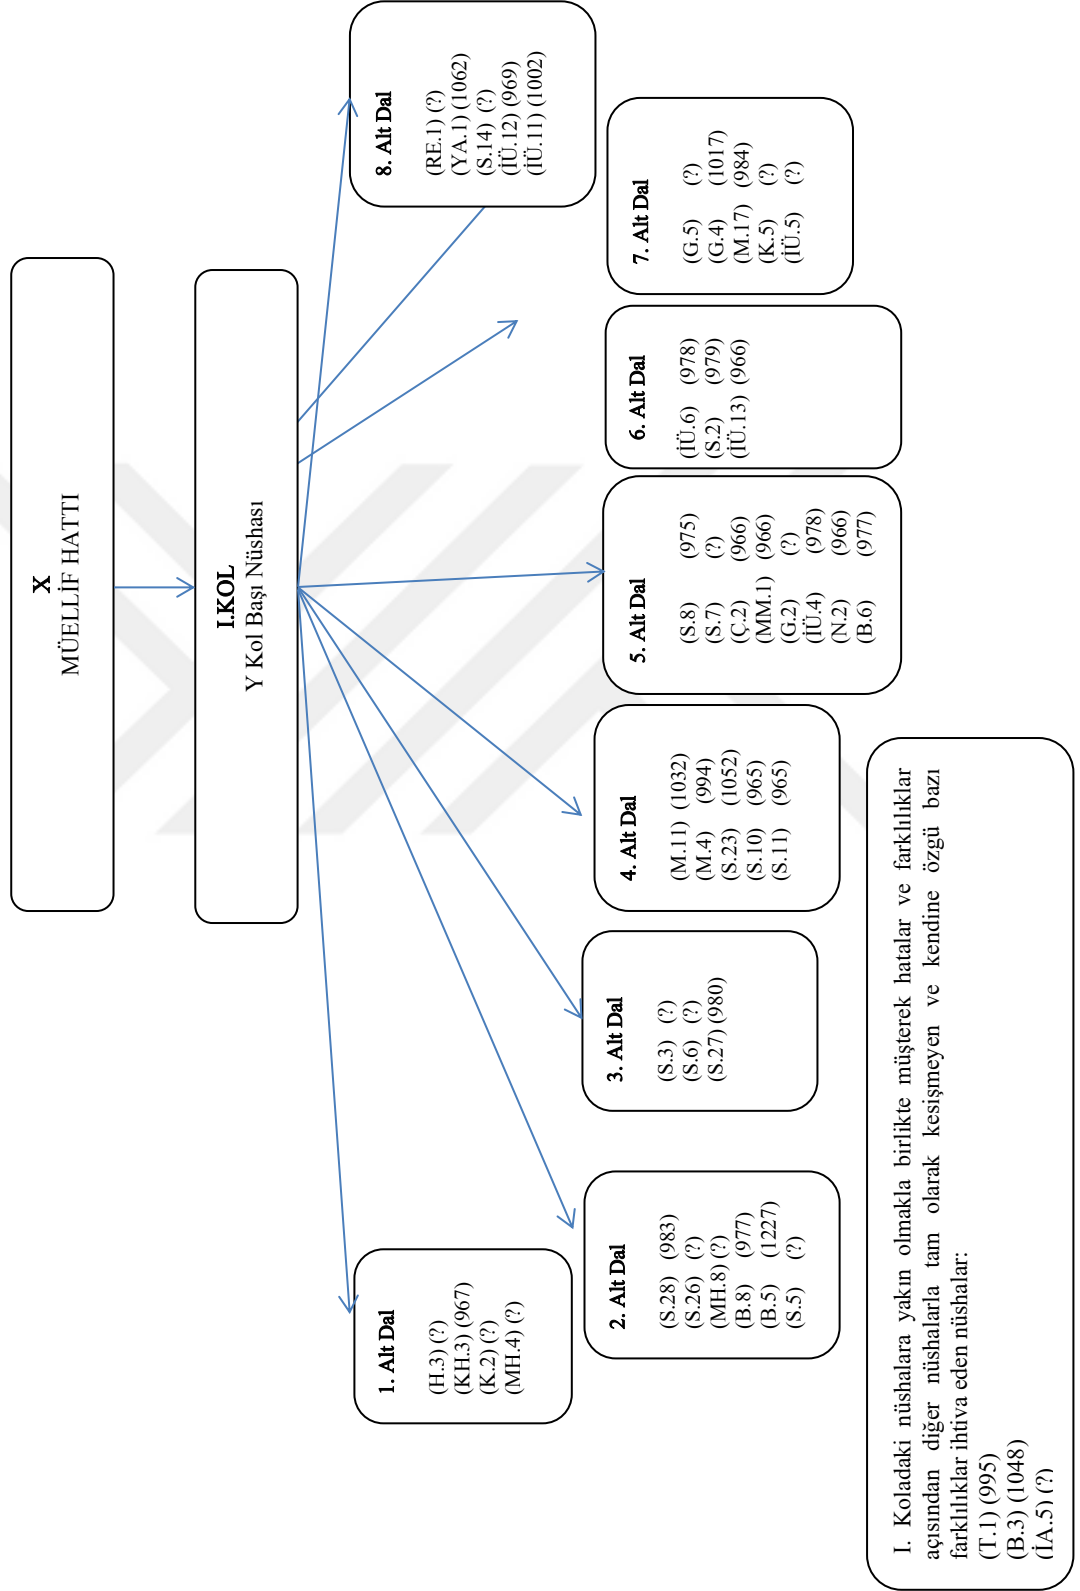 X
MÜELLİF HATTI
I.KOL
Y Kol Başı Nüshası
1. Alt Dal
(H.3) (?)
(KH.3) (967)
(K.2) (?)
(MH.4) (?)
2. Alt Dal
(S.28) (983)
(S.26) (?)
(MH.8) (?)
(B.8) (977)
(B.5) (1227)
(S.5) (?)
3. Alt Dal
(S.3) (?)
(S.6) (?)
(S.27) (980)
4. Alt Dal
(M.11) (1032)
(M.4) (994)
(S.23) (1052)
(S.10) (965)
(S.11) (965)
5. Alt Dal
(S.8) (975)
(S.7) (?)
(Ç.2) (966)
(MM.1) (966)
(G.2) (?)
(İÜ.4) (978)
(N.2) (966)
(B.6) (977)
6. Alt Dal
(İÜ.6) (978)
(S.2) (979)
(İÜ.13) (966)
7. Alt Dal
(G.5) (?)
(G.4) (1017)
(M.17) (984)
(K.5) (?)
(İÜ.5) (?)
8. Alt Dal
(RE.1) (?)
(YA.1) (1062)
(S.14) (?)
(İÜ.12) (969)
(İÜ.11) (1002)
I. Koladaki nüshalara yakın olmakla birlikte müşterek hatalar ve farklılıklar
açısından diğer nüshalarla tam olarak kesişmeyen ve kendine özgü bazı
farklılıklar ihtiva eden nüshalar:
(T.1) (995)
(B.3) (1048)
(İA.5) (?)